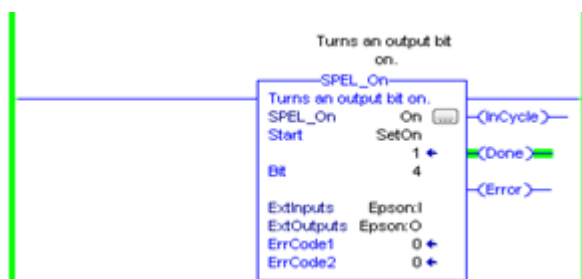 Turns an output bit
on.
SPEL_On
Turns an output bit on.
SPEL_On On ...
Start SetOn
1
Bit 4
ExtInputs Epson:I
ExtOutputs Epson:O
ErrCode1 0
ErrCode2 0
(InCycle)
(Done)
(Error)